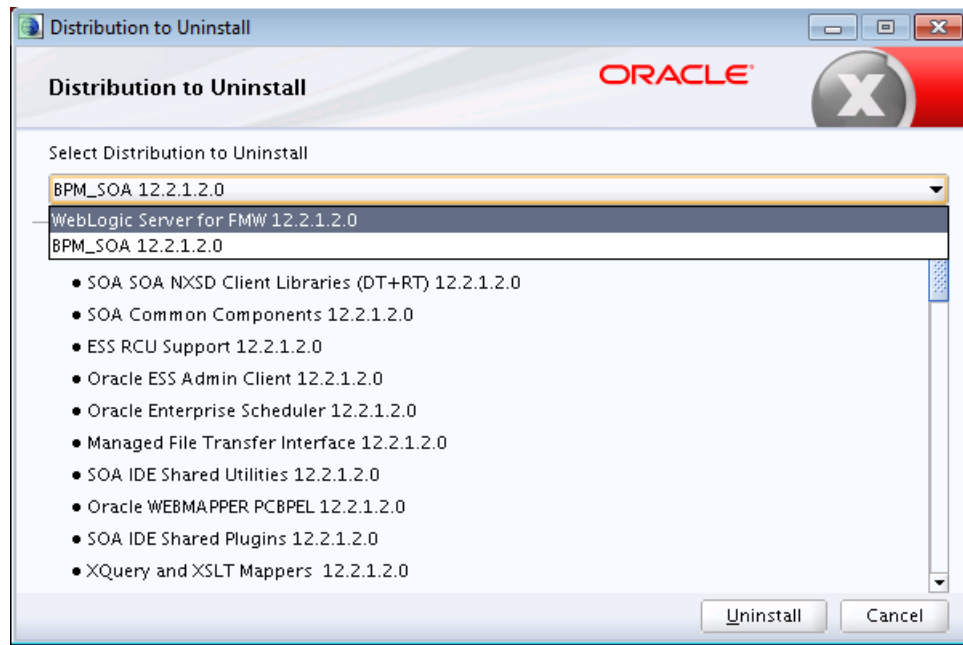 Distribution to Uninstall
Distribution to Uninstall
ORACLE
X
Select Distribution to Uninstall
BPM_SOA 12.2.1.2.0
WebLogic Server for FMW 12.2.1.2.0
BPM_SOA 12.2.1.2.0
• SOA SOA NXSD Client Libraries (DT+RT) 12.2.1.2.0
• SOA Common Components 12.2.1.2.0
• ESS RCU Support 12.2.1.2.0
• Oracle ESS Admin Client 12.2.1.2.0
• Oracle Enterprise Scheduler 12.2.1.2.0
• Managed File Transfer Interface 12.2.1.2.0
• SOA IDE Shared Utilities 12.2.1.2.0
• Oracle WEBMAPPER PCBPEL 12.2.1.2.0
• SOA IDE Shared Plugins 12.2.1.2.0
• XQuery and XSLT Mappers  12.2.1.2.0
Uninstall Cancel